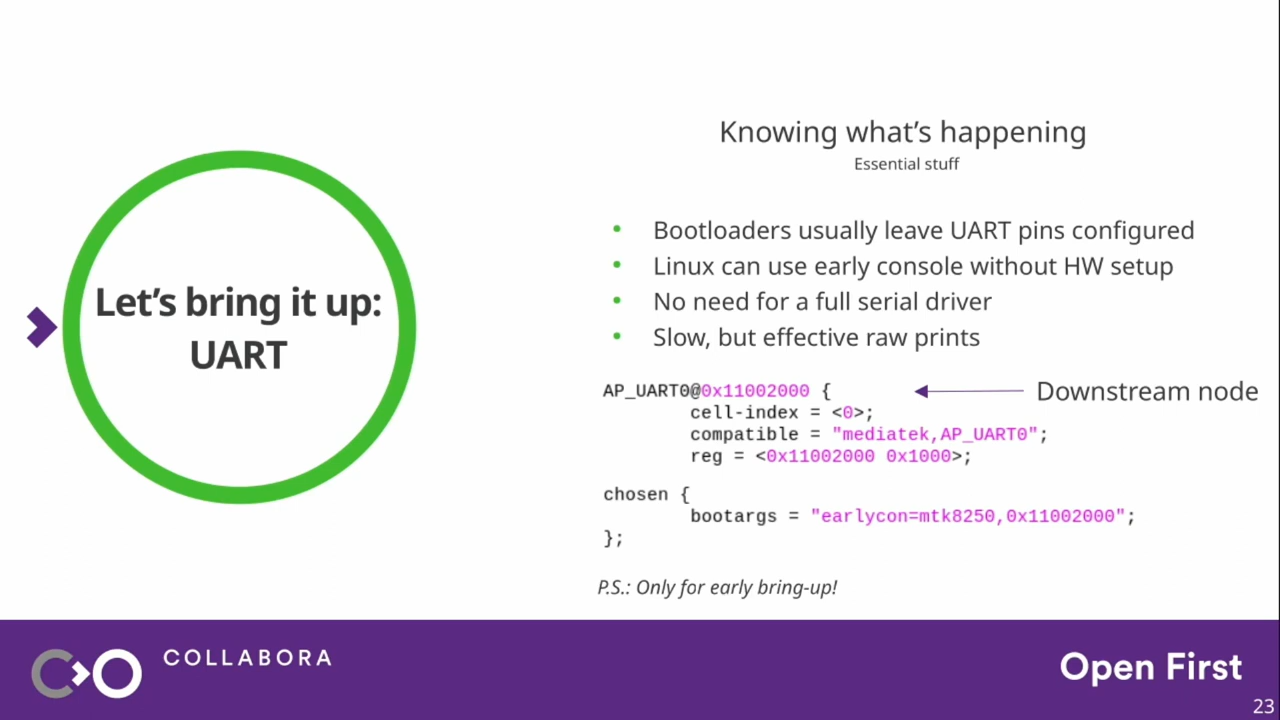 Let's bring it up:
UART
Knowing what's happening
Essential stuff
• Bootloaders usually leave UART pins configured
• Linux can use early console without HW setup
• No need for a full serial driver
• Slow, but effective raw prints
AP_UART0@0x11002000 {
Downstream node
cell-index = <0>;
compatible = "mediatek,AP_UART0";
reg = <0x11002000 0x1000>;
chosen {
bootargs = "earlycon=mtk8250,0x11002000";
};
P.S.: Only for early bring-up!
COLLABORA
Open First
23